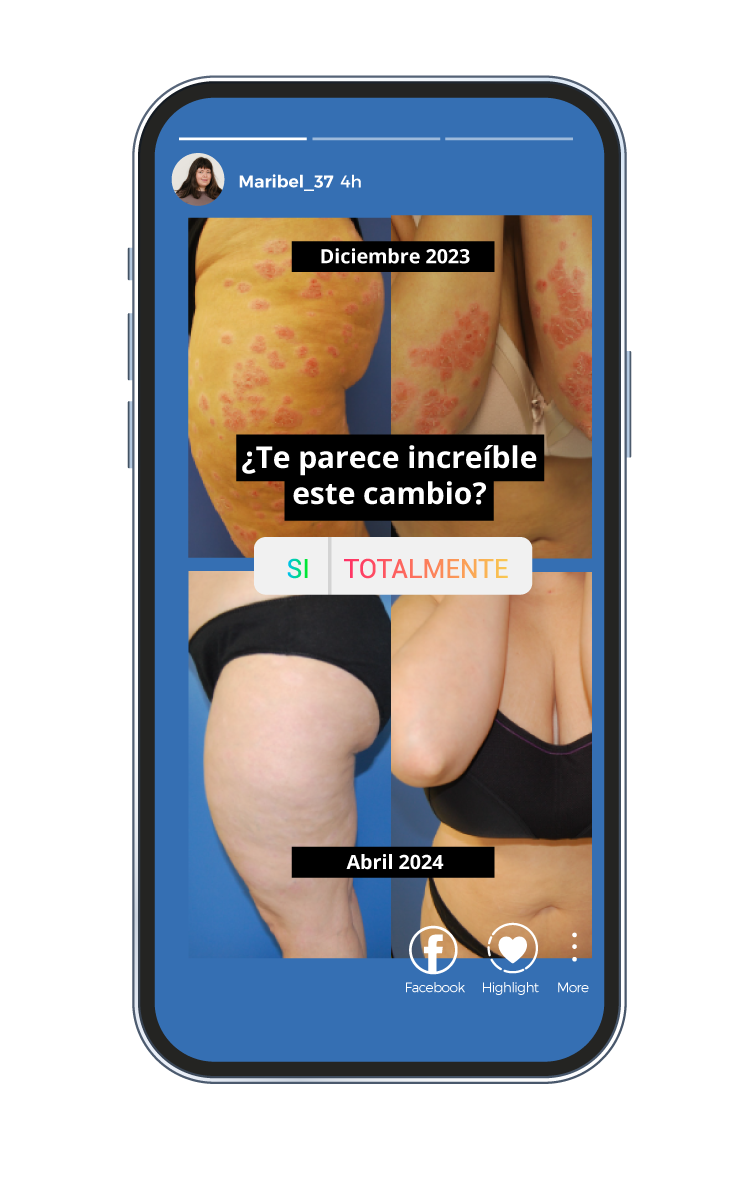 Maribel_37 4h
Diciembre 2023
¿Te parece increíble
este cambio?
SI TOTALMENTE
Abril 2024
Facebook Highlight More